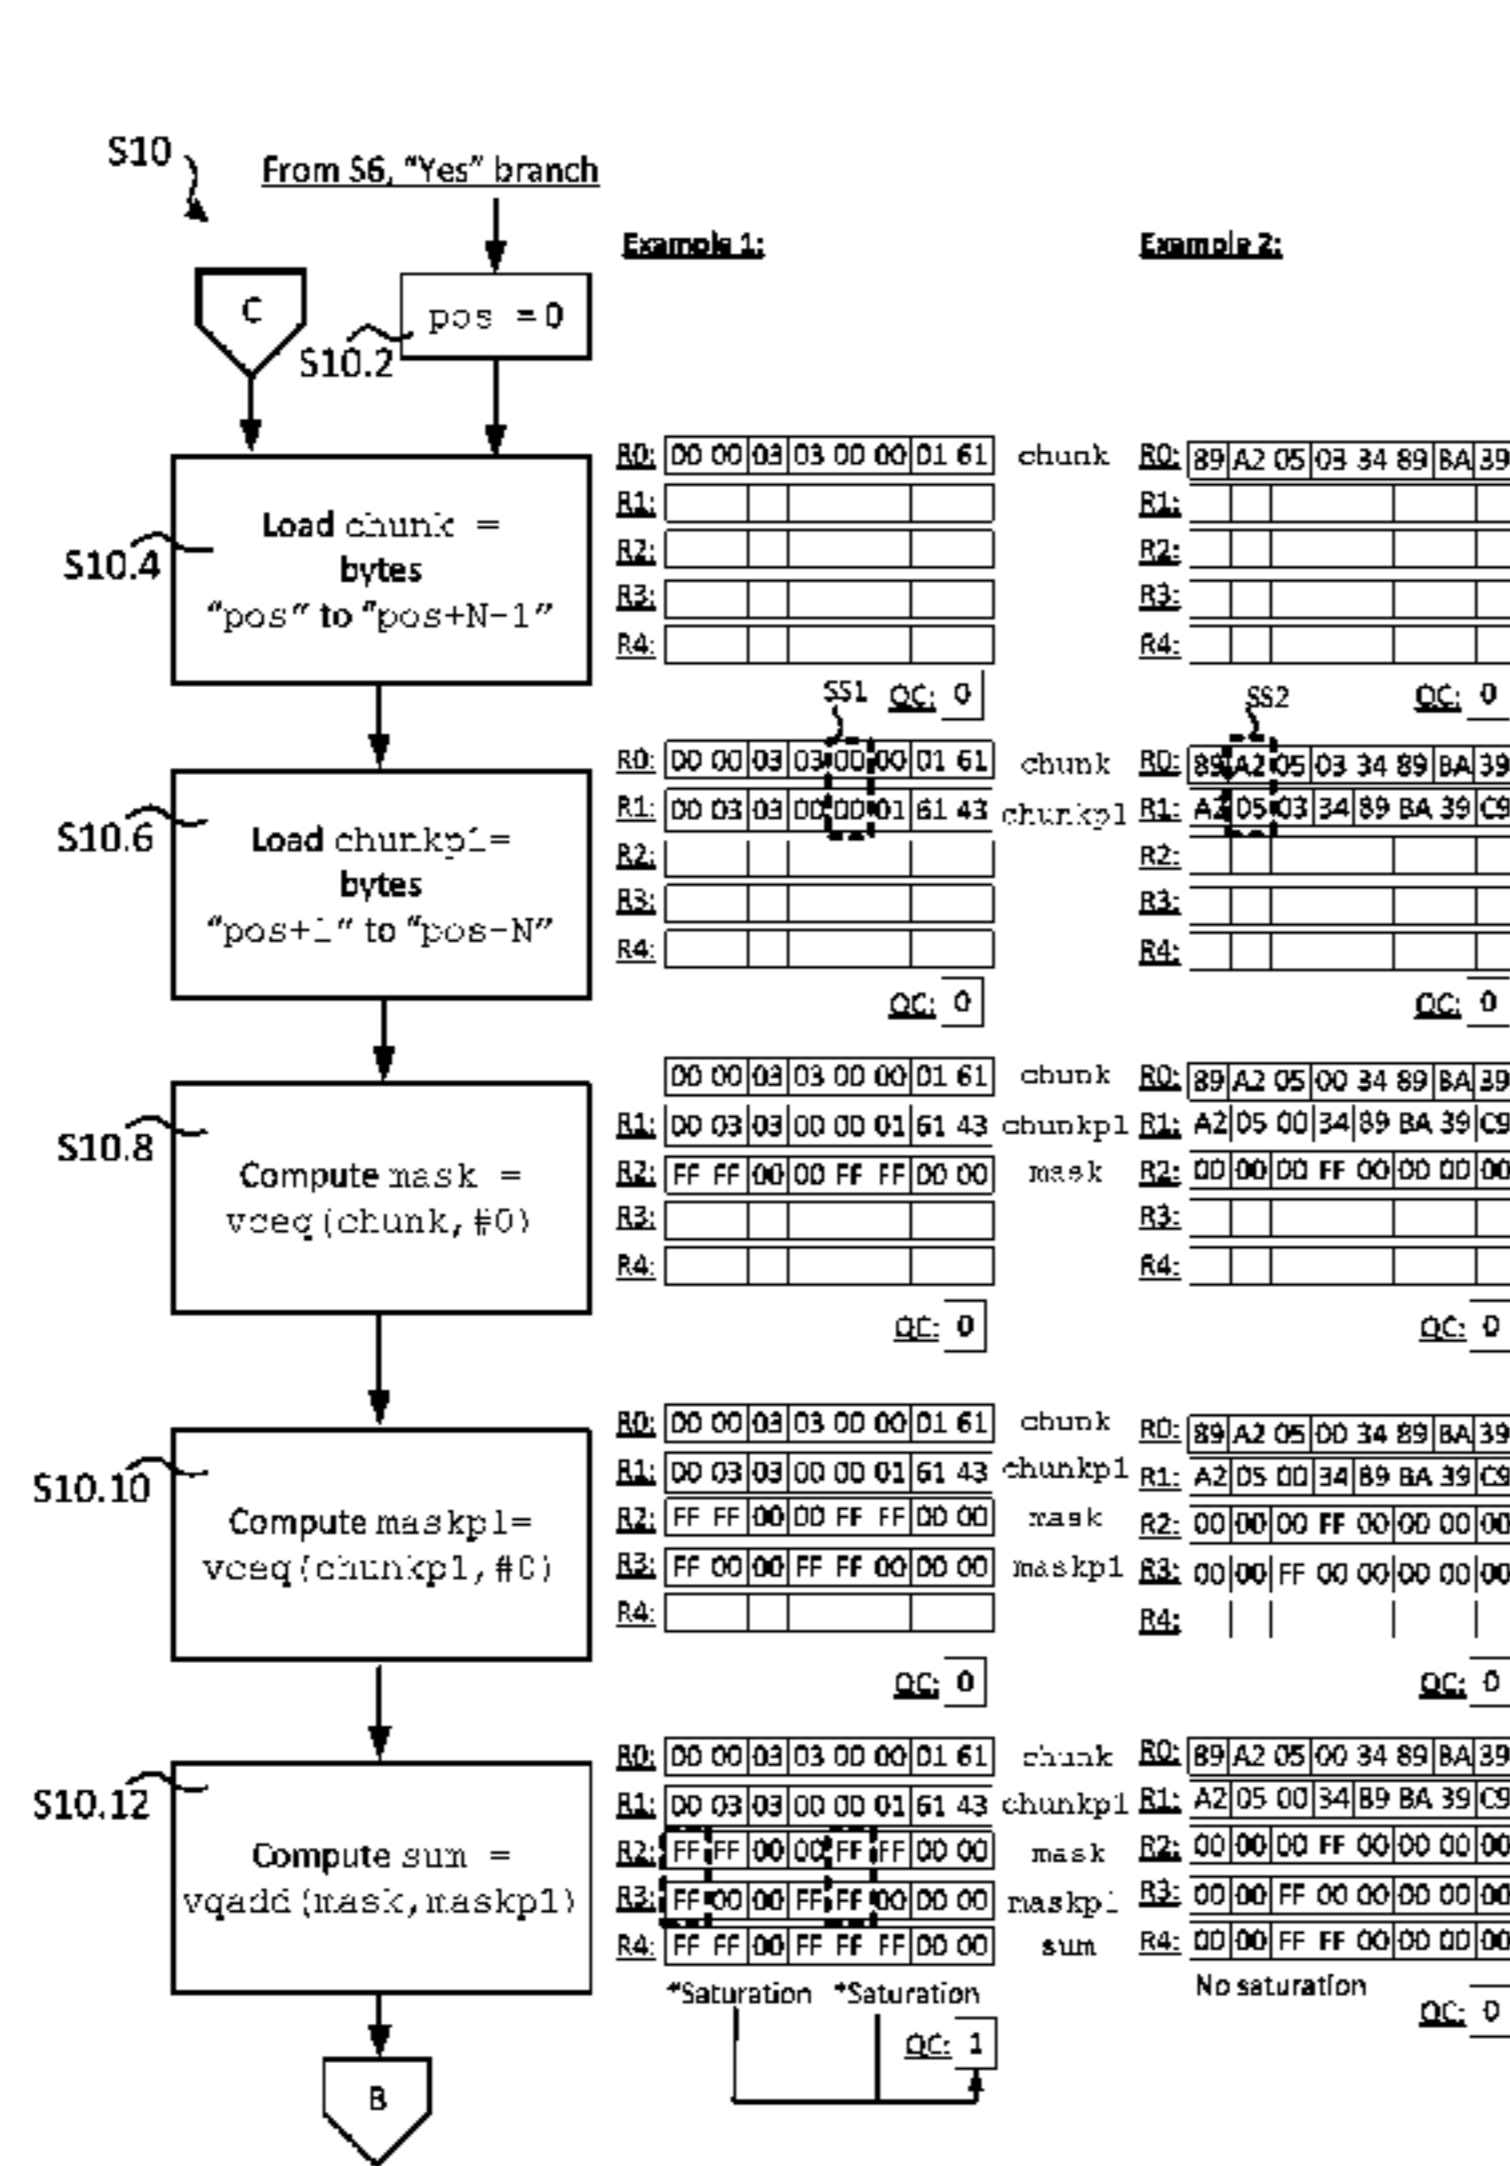 S10
From S6, "Yes" branch
Example 1:
Example 2:
C
pos = 0
S10.2
S10.4
Load chunk =
bytes
"pos" to "pos+N-1"
R0: 00 00 03 03 00 00 01 61 chunk
R1:
R2:
R3:
R4:
QC: 0
R0: 89 A2 05 03 34 89 BA 39
R1:
R2:
R3:
R4:
QC: 0
S10.6
Load chunkp1=
bytes
"pos+1" to "pos-N"
SS1
R0: 00 00 03 03 00 00 01 61 chunk
R1: 00 03 03 00 00 01 61 43 chunkp1
R2:
R3:
R4:
QC: 0
SS2
R0: 89 A2 05 03 34 89 BA 39
R1: A2 05 03 34 89 BA 39 C9
R2:
R3:
R4:
QC: 0
S10.8
Compute mask =
vceq(chunk,#0)
00 00 03 03 00 00 01 61 chunk
R1: 00 03 03 00 00 01 61 43 chunkp1
R2: FF FF 00 00 FF FF 00 00 mask
R3:
R4:
QC: 0
R0: 89 A2 05 00 34 89 BA 39
R1: A2 05 00 34 89 BA 39 C9
R2: 00 00 00 FF 00 00 00 00
R3:
R4:
QC: 0
S10.10
Compute maskp1=
vceq(chunkp1,#0)
R0: 00 00 03 03 00 00 01 61 chunk
R1: 00 03 03 00 00 01 61 43 chunkp1
R2: FF FF 00 00 FF FF 00 00 mask
R3: FF 00 00 FF FF 00 00 00 maskp1
R4:
QC: 0
R0: 89 A2 05 00 34 89 BA 39
R1: A2 05 00 34 89 BA 39 C9
R2: 00 00 00 FF 00 00 00 00
R3: 00 00 FF 00 00 00 00 00
R4:
QC: 0
S10.12
Compute sum =
vqadd(mask,maskp1)
R0: 00 00 03 03 00 00 01 61 chunk
R1: 00 03 03 00 00 01 61 43 chunkp1
R2: FF FF 00 00 FF FF 00 00 mask
R3: FF 00 00 FF FF 00 00 00 maskp1
R4: FF FF 00 FF FF FF 00 00 sum
*Saturation *Saturation
QC: 1
R0: 89 A2 05 00 34 89 BA 39
R1: A2 05 00 34 89 BA 39 C9
R2: 00 00 00 FF 00 00 00 00
R3: 00 00 FF 00 00 00 00 00
R4: 00 00 FF FF 00 00 00 00
No saturation
QC: 0
B